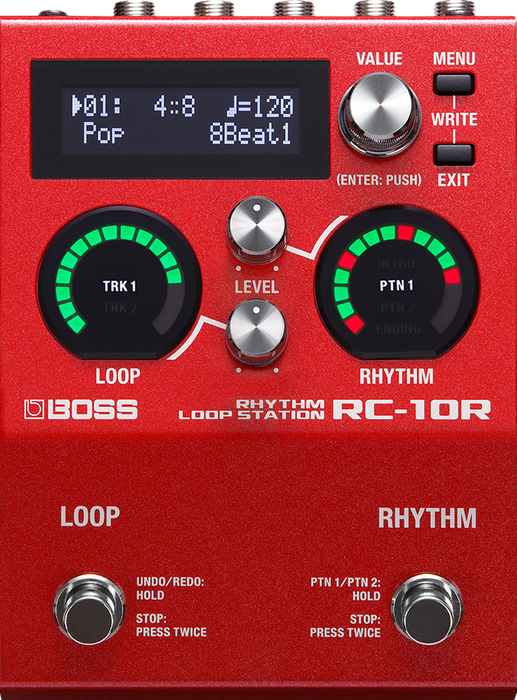 ▶01: 4::8 ♩=120
Pop 8Beat1
VALUE
MENU
WRITE
(ENTER: PUSH)
EXIT
TRK 1
TRK 2
LEVEL
INTRO
PTN 1
PTN 2
ENDING
LOOP
RHYTHM
BOSS
RHYTHM
LOOP STATION RC-10R
LOOP
RHYTHM
UNDO/REDO:
HOLD
STOP:
PRESS TWICE
PTN 1/PTN 2:
HOLD
STOP:
PRESS TWICE